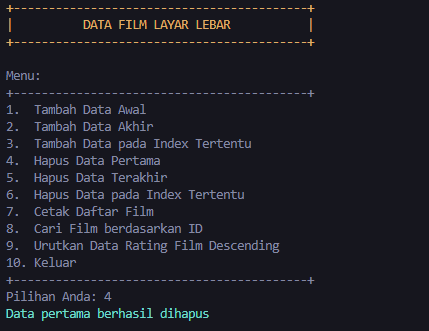 +------------------------------------------+
|          DATA FILM LAYAR LEBAR           |
+------------------------------------------+
Menu:
+------------------------------------------+
1.  Tambah Data Awal
2.  Tambah Data Akhir
3.  Tambah Data pada Index Tertentu
4.  Hapus Data Pertama
5.  Hapus Data Terakhir
6.  Hapus Data pada Index Tertentu
7.  Cetak Daftar Film
8.  Cari Film berdasarkan ID
9.  Urutkan Data Rating Film Descending
10. Keluar
+------------------------------------------+
Pilihan Anda: 4
Data pertama berhasil dihapus